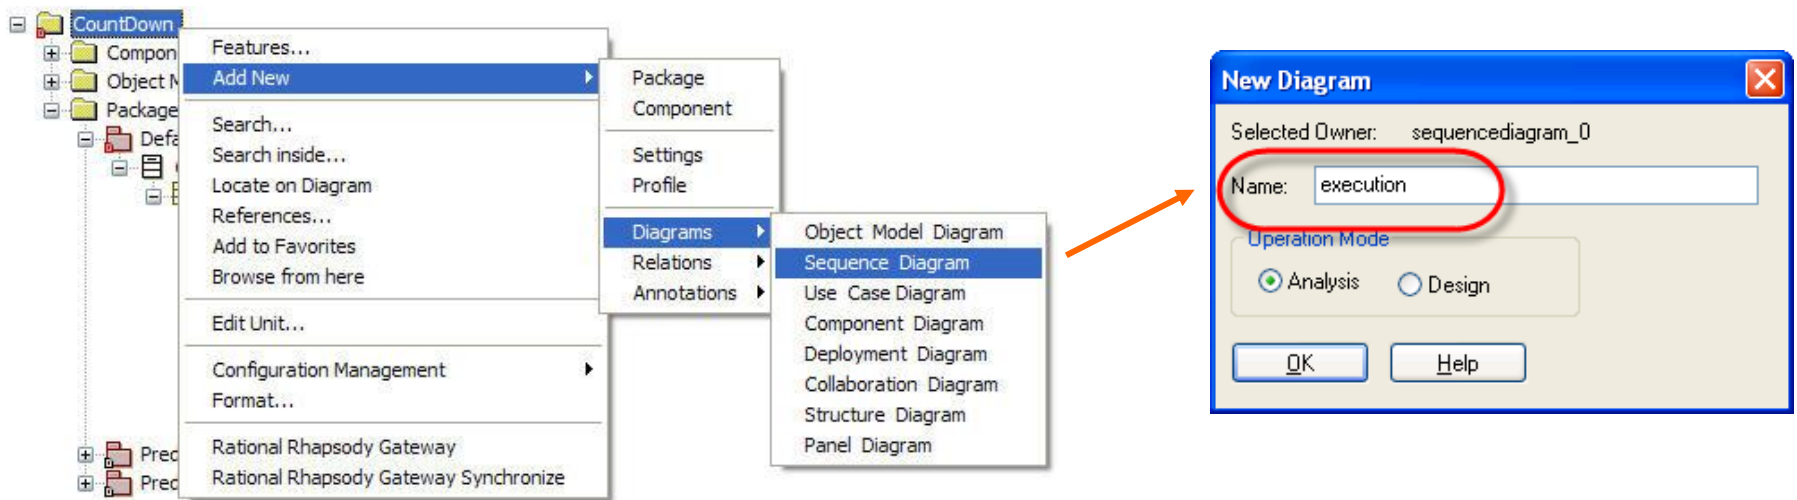 CountDown
Compon
Object M
Package
Defa
Pred
Pred
Features...
Add New
Search...
Search inside...
Locate on Diagram
References...
Add to Favorites
Browse from here
Edit Unit...
Configuration Management
Format...
Rational Rhapsody Gateway
Rational Rhapsody Gateway Synchronize
Package
Component
Settings
Profile
Diagrams
Relations
Annotations
Object Model Diagram
Sequence Diagram
Use Case Diagram
Component Diagram
Deployment Diagram
Collaboration Diagram
Structure Diagram
Panel Diagram
New Diagram
Selected Owner: sequencediagram_0
Name: execution
Operation Mode
Analysis Design
OK Help